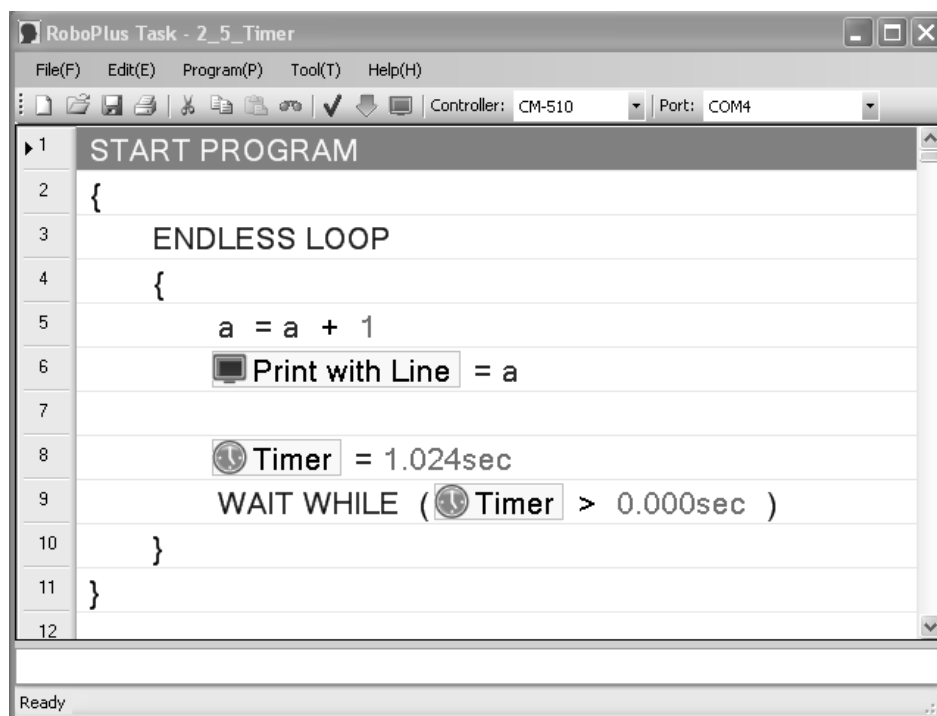 RoboPlus Task - 2_5_Timer
File(F) Edit(E) Program(P) Tool(T) Help(H)
Controller: CM-510 Port: COM4
1 START PROGRAM
2 {
3 ENDLESS LOOP
4 {
5 a = a + 1
6 Print with Line = a
7
8 Timer = 1.024sec
9 WAIT WHILE ( Timer > 0.000sec )
10 }
11 }
12
Ready